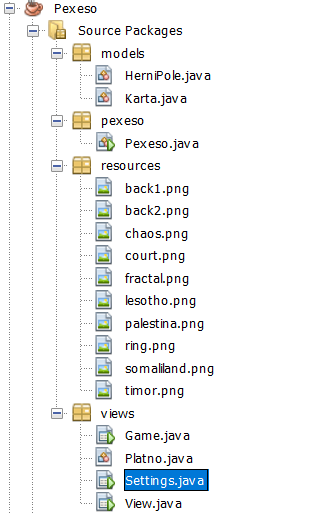 Pexeso
Source Packages
models
HerniPole.java
Karta.java
pexeso
Pexeso.java
resources
back1.png
back2.png
chaos.png
court.png
fractal.png
lesotho.png
palestina.png
ring.png
somaliland.png
timor.png
views
Game.java
Platno.java
Settings.java
View.java